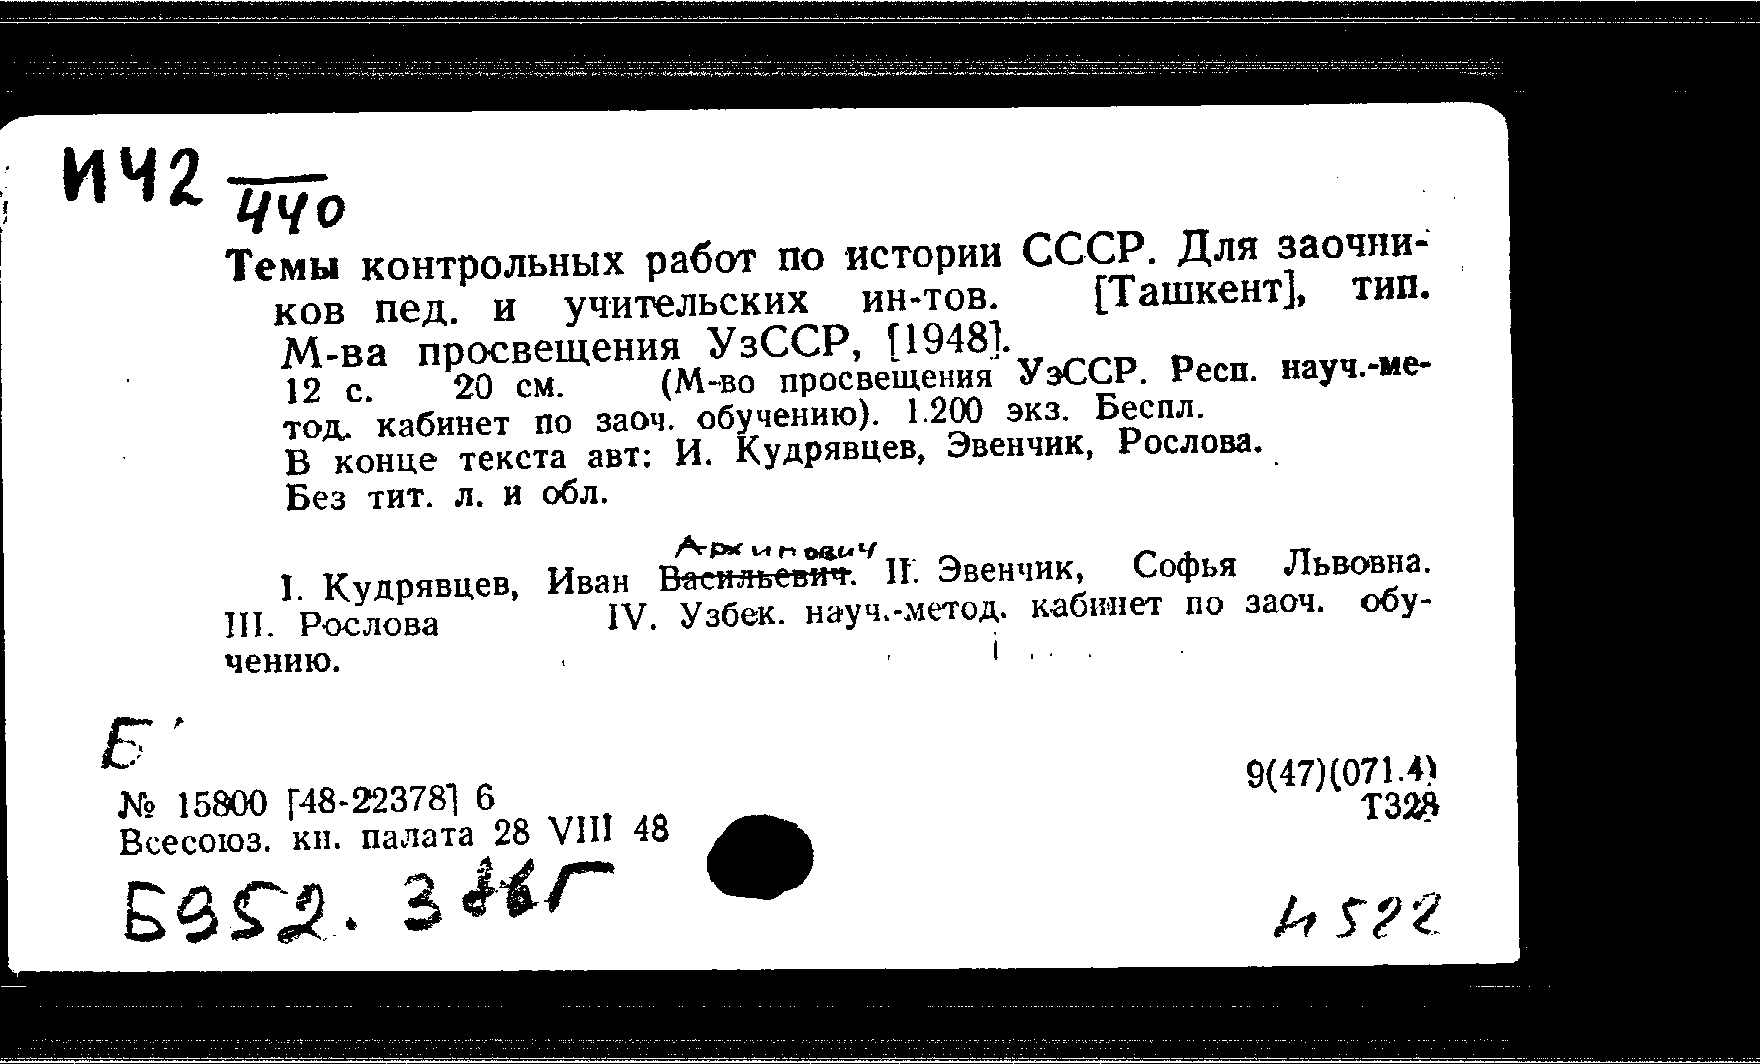 И42
440
Темы контрольных работ по истории СССР. Для заочни-
ков пед. и учительских ин-тов. [Ташкент], тип.
М-ва просвещения УзССР, [1948].
12 с. 20 см. (М-во просвещения УзССР. Респ. науч.-ме-
тод. кабинет по заоч. обучению). 1.200 экз. Беспл.
В конце текста авт: И. Кудрявцев, Эвенчик, Рослова.
Без тит. л. и обл.
Архипович
I. Кудрявцев, Иван Васильевич. II. Эвенчик, Софья Львовна.
III. Рослова IV. Узбек. науч.-метод. кабинет по заоч. обу-
чению.
Б
9(47)(071.4)
№ 15800 [48-22378] 6
Т328
Всесоюз. кн. палата 28 VIII 48
Б952. 3
И 522